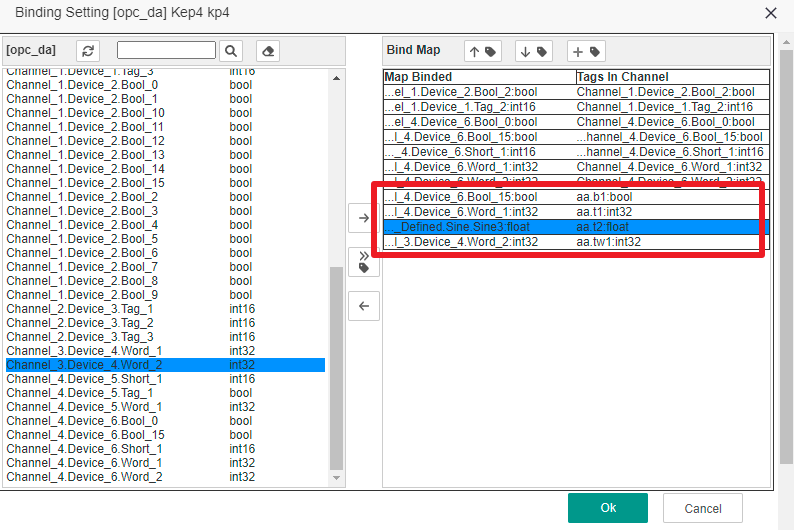 Binding Setting [opc_da] Kep4 kp4
[opc_da]
Channel_1.Device_1.Tag_3 int16
Channel_1.Device_2.Bool_0 bool
Channel_1.Device_2.Bool_1 bool
Channel_1.Device_2.Bool_10 bool
Channel_1.Device_2.Bool_11 bool
Channel_1.Device_2.Bool_12 bool
Channel_1.Device_2.Bool_13 bool
Channel_1.Device_2.Bool_14 bool
Channel_1.Device_2.Bool_15 bool
Channel_1.Device_2.Bool_2 bool
Channel_1.Device_2.Bool_3 bool
Channel_1.Device_2.Bool_4 bool
Channel_1.Device_2.Bool_5 bool
Channel_1.Device_2.Bool_6 bool
Channel_1.Device_2.Bool_7 bool
Channel_1.Device_2.Bool_8 bool
Channel_1.Device_2.Bool_9 bool
Channel_2.Device_3.Tag_1 int16
Channel_2.Device_3.Tag_2 int16
Channel_2.Device_3.Tag_3 int16
Channel_3.Device_4.Word_1 int32
Channel_3.Device_4.Word_2 int32
Channel_4.Device_5.Short_1 int16
Channel_4.Device_5.Tag_1 bool
Channel_4.Device_5.Word_1 int32
Channel_4.Device_6.Bool_0 bool
Channel_4.Device_6.Bool_15 bool
Channel_4.Device_6.Short_1 int16
Channel_4.Device_6.Word_1 int32
Channel_4.Device_6.Word_2 int32
Bind Map
Map Binded Tags In Channel
...el_1.Device_2.Bool_2:bool Channel_1.Device_2.Bool_2:bool
...el_1.Device_1.Tag_2:int16 Channel_1.Device_1.Tag_2:int16
...el_4.Device_6.Bool_0:bool Channel_4.Device_6.Bool_0:bool
...l_4.Device_6.Bool_15:bool ...hannel_4.Device_6.Bool_15:bool
..._4.Device_6.Short_1:int16 ...hannel_4.Device_6.Short_1:int16
...l_4.Device_6.Word_1:int32 Channel_4.Device_6.Word_1:int32
...l_4.Device_6.Word_2:int32 Channel_4.Device_6.Word_2:int32
...l_4.Device_6.Bool_15:bool aa.b1:bool
...l_4.Device_6.Word_1:int32 aa.t1:int32
..._Defined.Sine.Sine3:float aa.t2:float
...l_3.Device_4.Word_2:int32 aa.tw1:int32
Ok Cancel